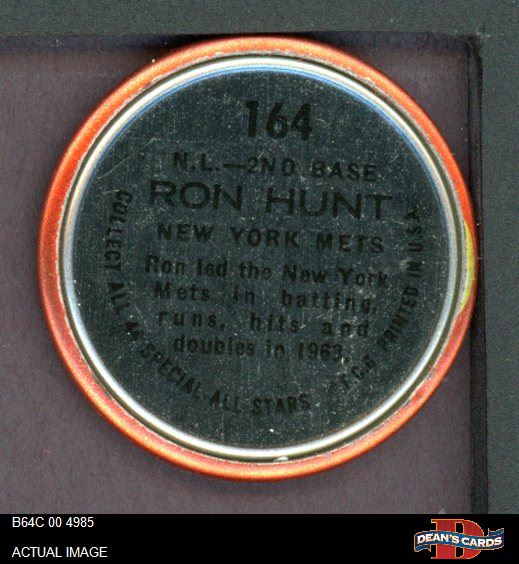 164
N.L.—2ND BASE
RON HUNT
NEW YORK METS
Ron led the New York
Mets in batting,
runs, hits and
doubles in 1963.
COLLECT ALL 44 SPECIAL ALL STARS ©T.C.G. PRINTED IN U.S.A.
B64C 00 4985
ACTUAL IMAGE
D
DEAN'S CARDS